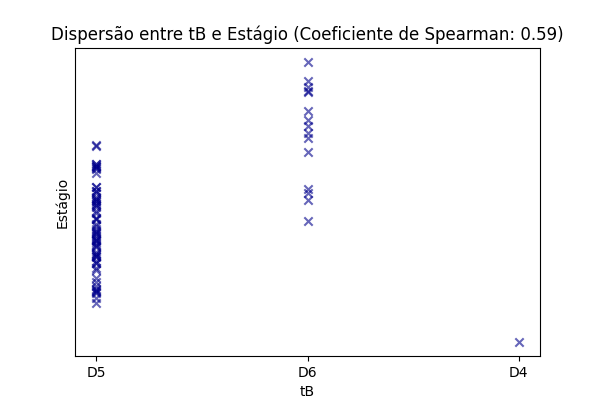 Dispersão entre tB e Estágio (Coeficiente de Spearman: 0.59)
Estágio
D5
D6
D4
tB